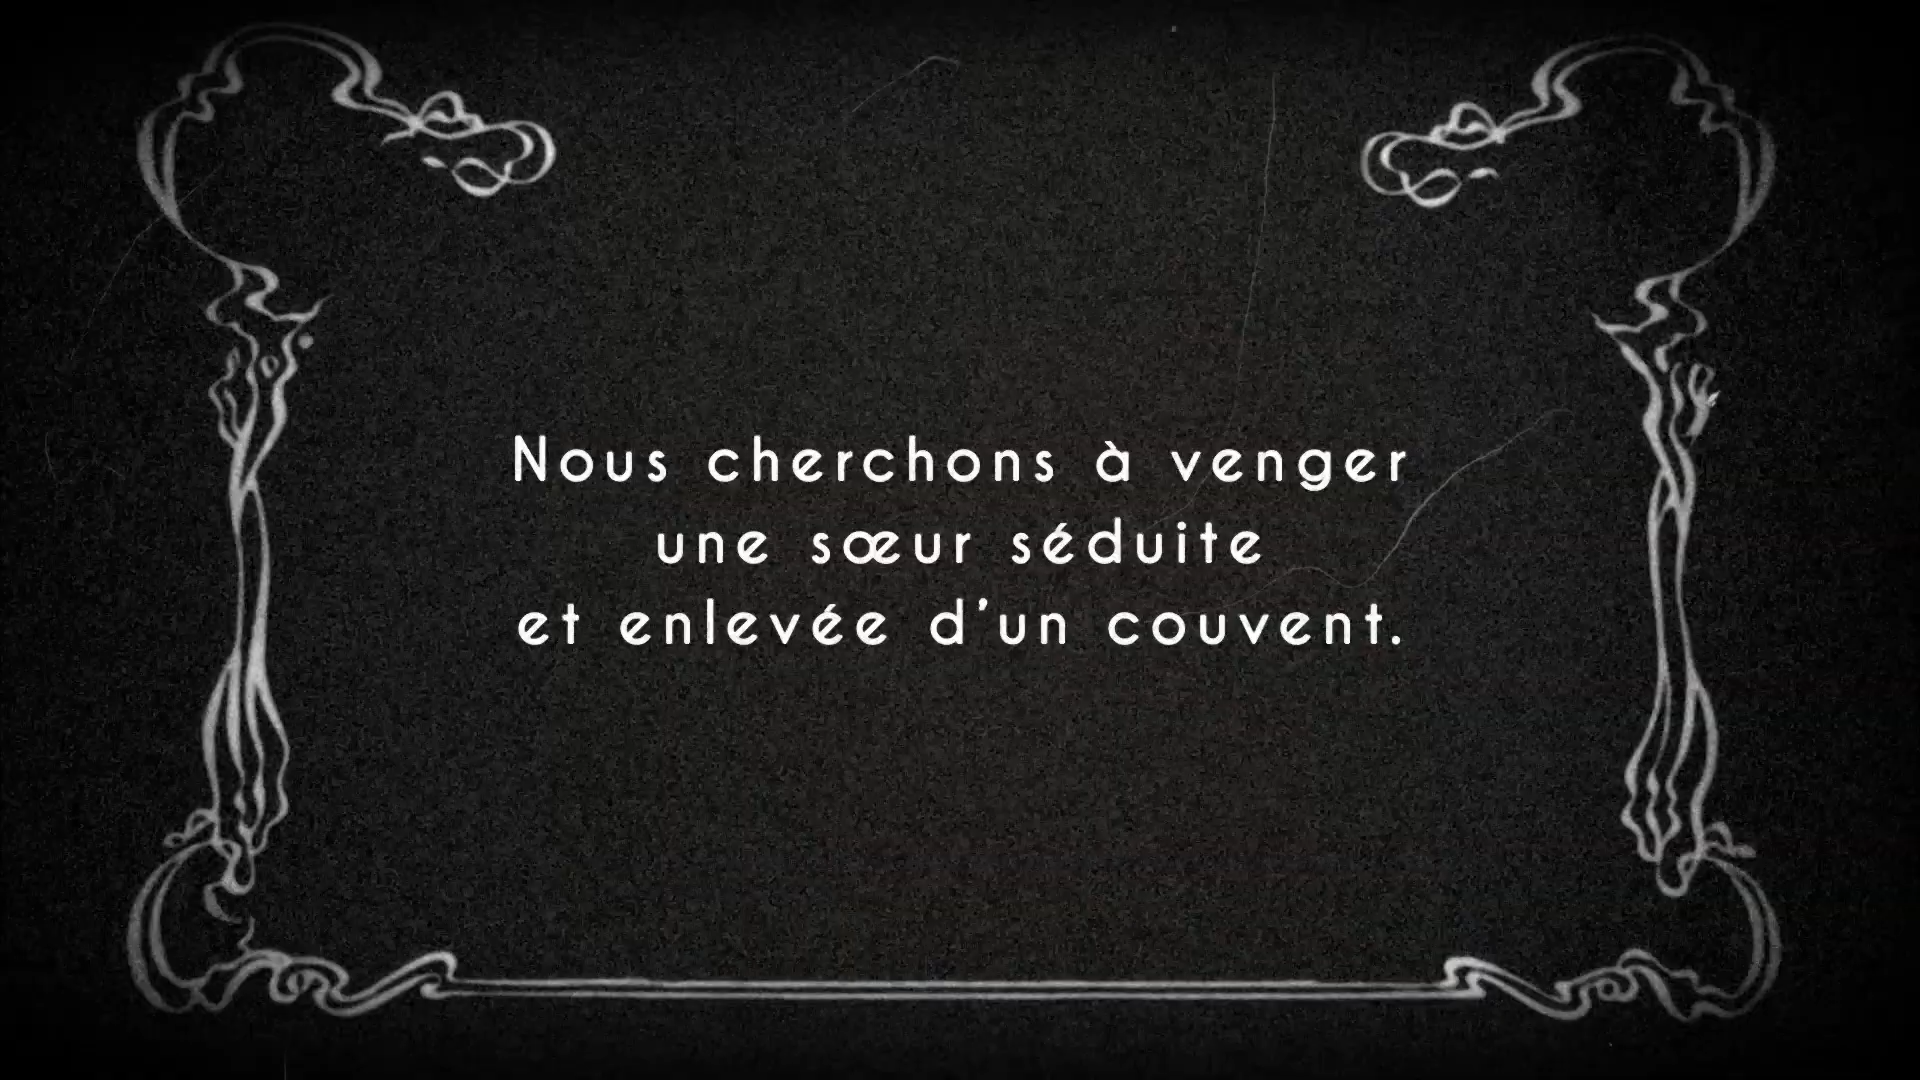 Nous cherchons à venger
une sœur séduite
et enlevée d’un couvent.